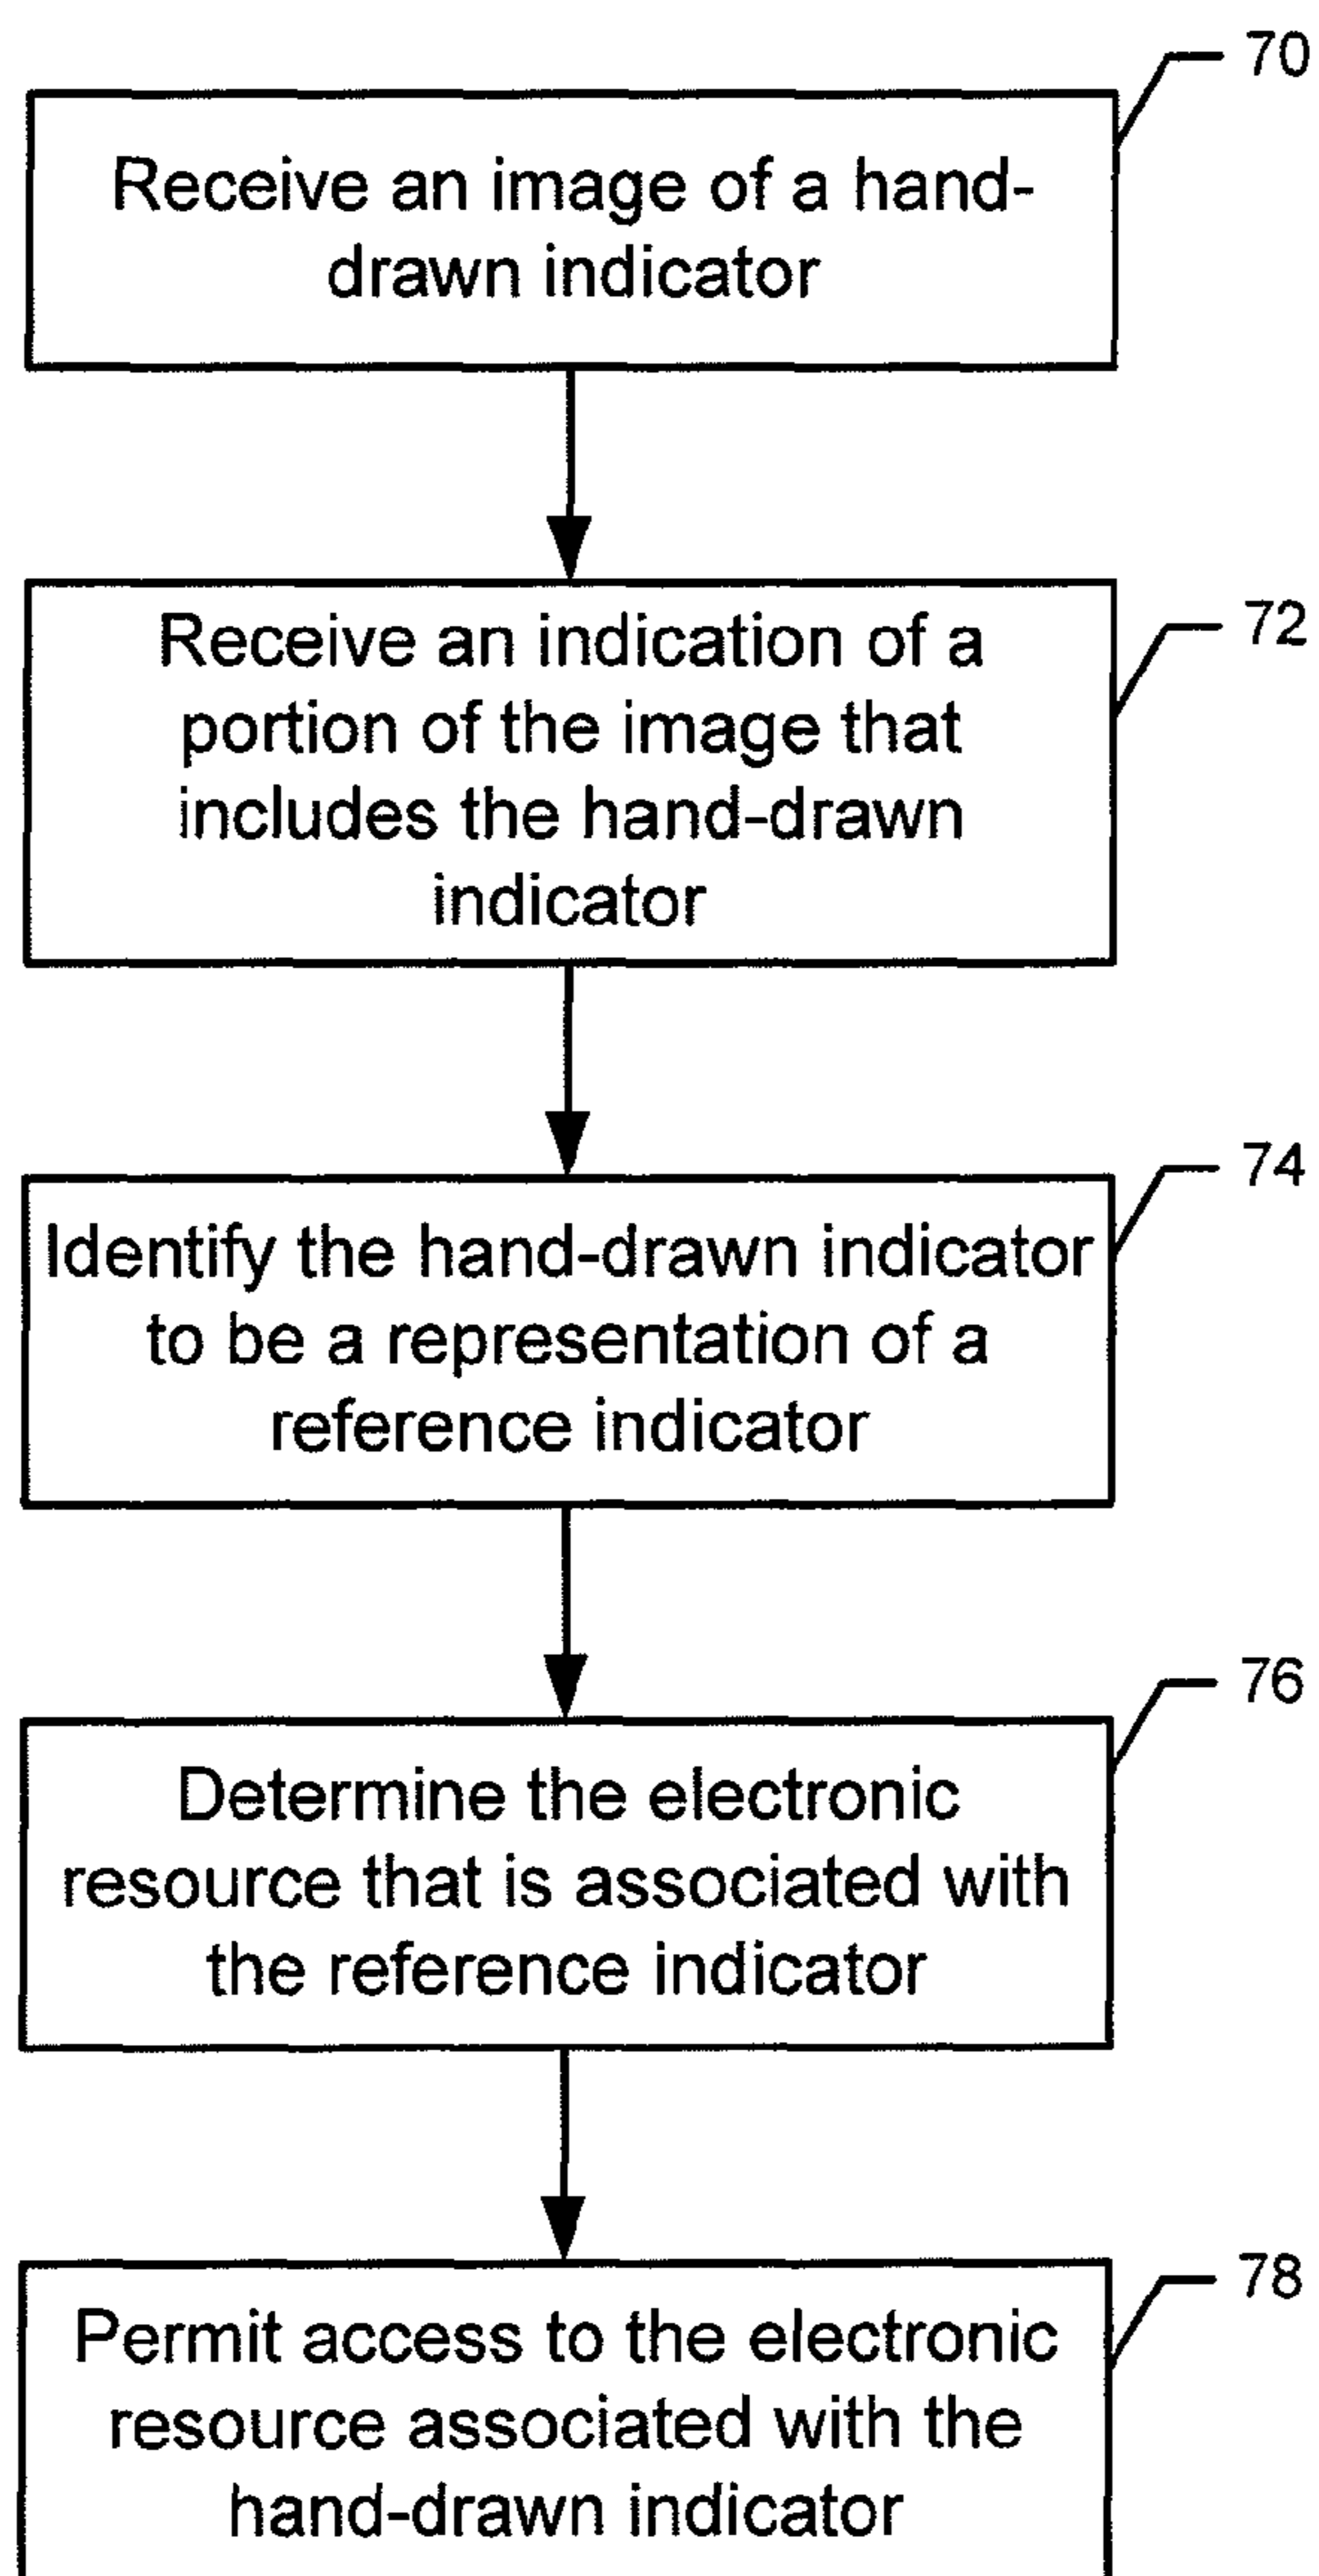 70
Receive an image of a hand-
drawn indicator
72
Receive an indication of a
portion of the image that
includes the hand-drawn
indicator
74
Identify the hand-drawn indicator
to be a representation of a
reference indicator
76
Determine the electronic
resource that is associated with
the reference indicator
78
Permit access to the electronic
resource associated with the
hand-drawn indicator